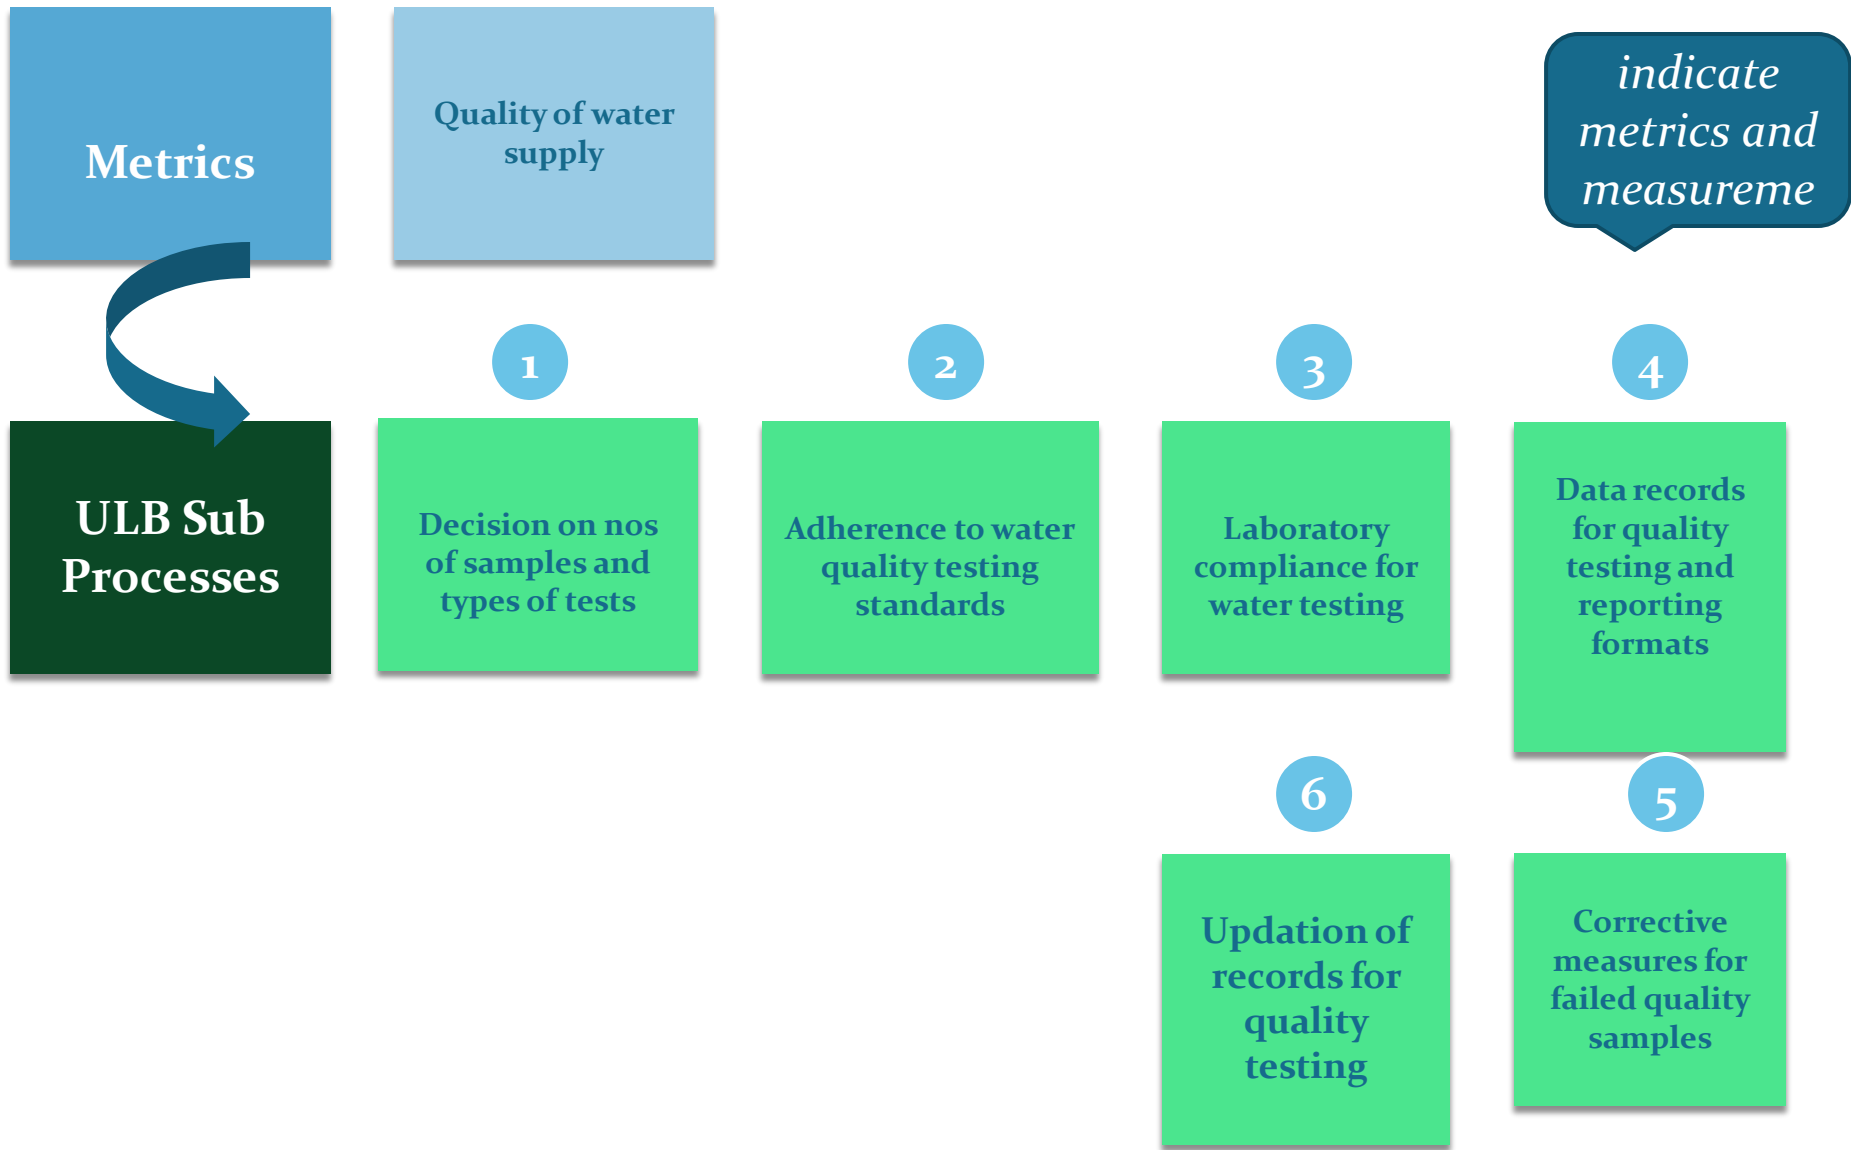 Metrics
Quality of water
supply
indicate
metrics and
measureme
1
2
3
4
ULB Sub
Processes
Decision on nos
of samples and
types of tests
Adherence to water
quality testing
standards
Laboratory
compliance for
water testing
Data records
for quality
testing and
reporting
formats
6
5
Updation of
records for
quality
testing
Corrective
measures for
failed quality
samples